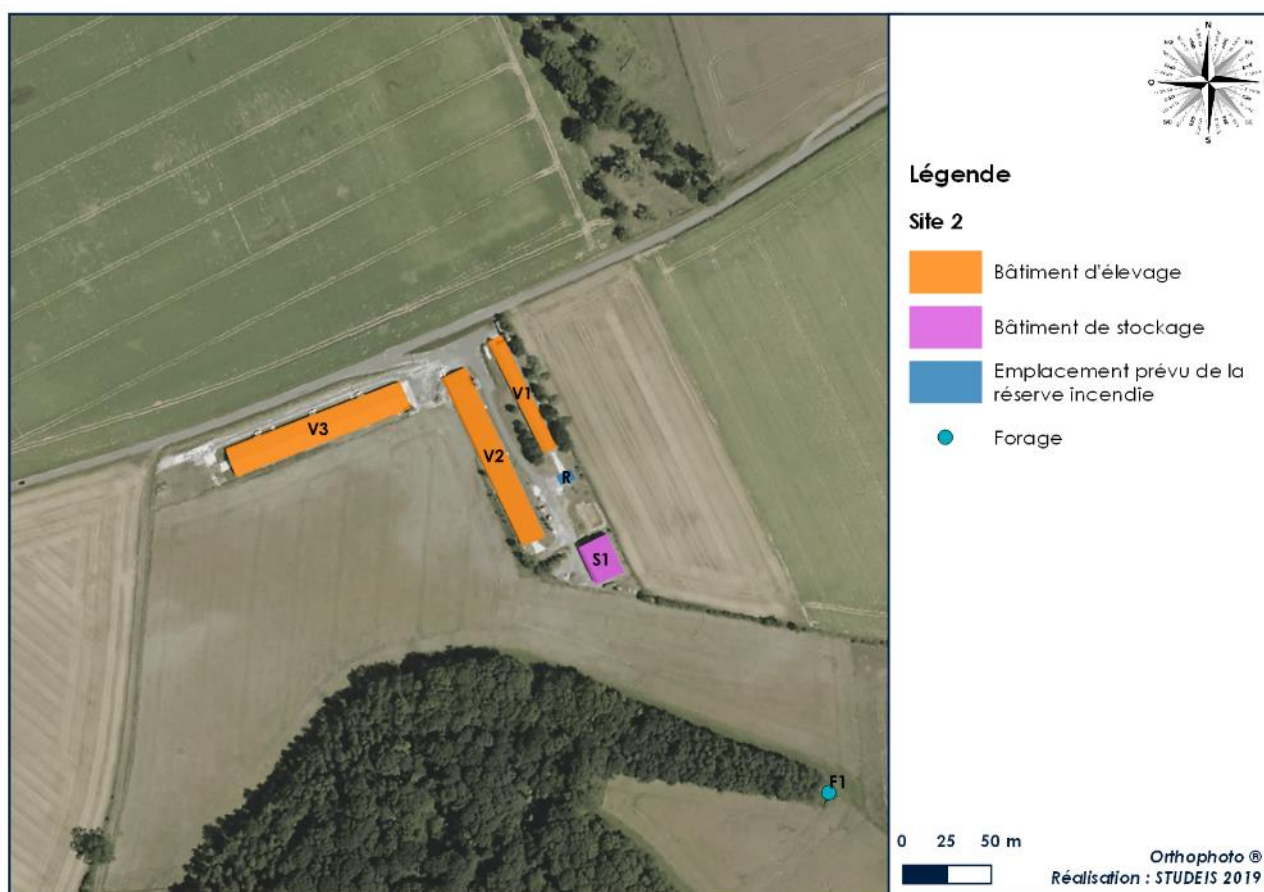 N
S
Légende
Site 2
Bâtiment d'élevage
Bâtiment de stockage
Emplacement prévu de la
réserve incendie
Forage
V1
V3
V2
R
S1
F1
0 25 50 m
Orthophoto ®
Réalisation : STUDEIS 2019